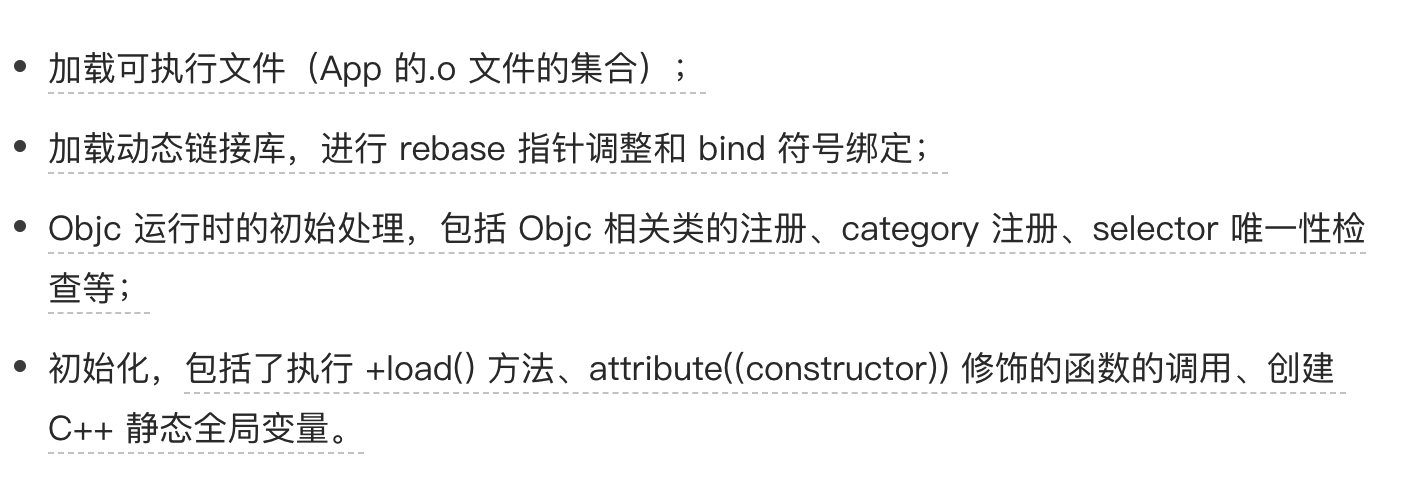 • 加载可执行文件（App 的.o 文件的集合）；
• 加载动态链接库，进行 rebase 指针调整和 bind 符号绑定；
• Objc 运行时的初始处理，包括 Objc 相关类的注册、category 注册、selector 唯一性检
查等；
• 初始化，包括了执行 +load() 方法、attribute((constructor)) 修饰的函数的调用、创建
C++ 静态全局变量。